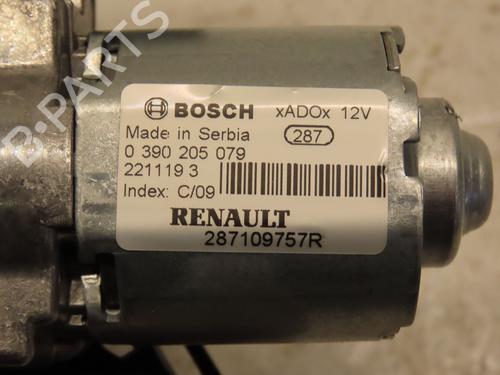 BOSCH xADOx 12V
Made in Serbia 287
0 390 205 079
221119 3
Index: C/09
RENAULT
287109757R
B-PARTS